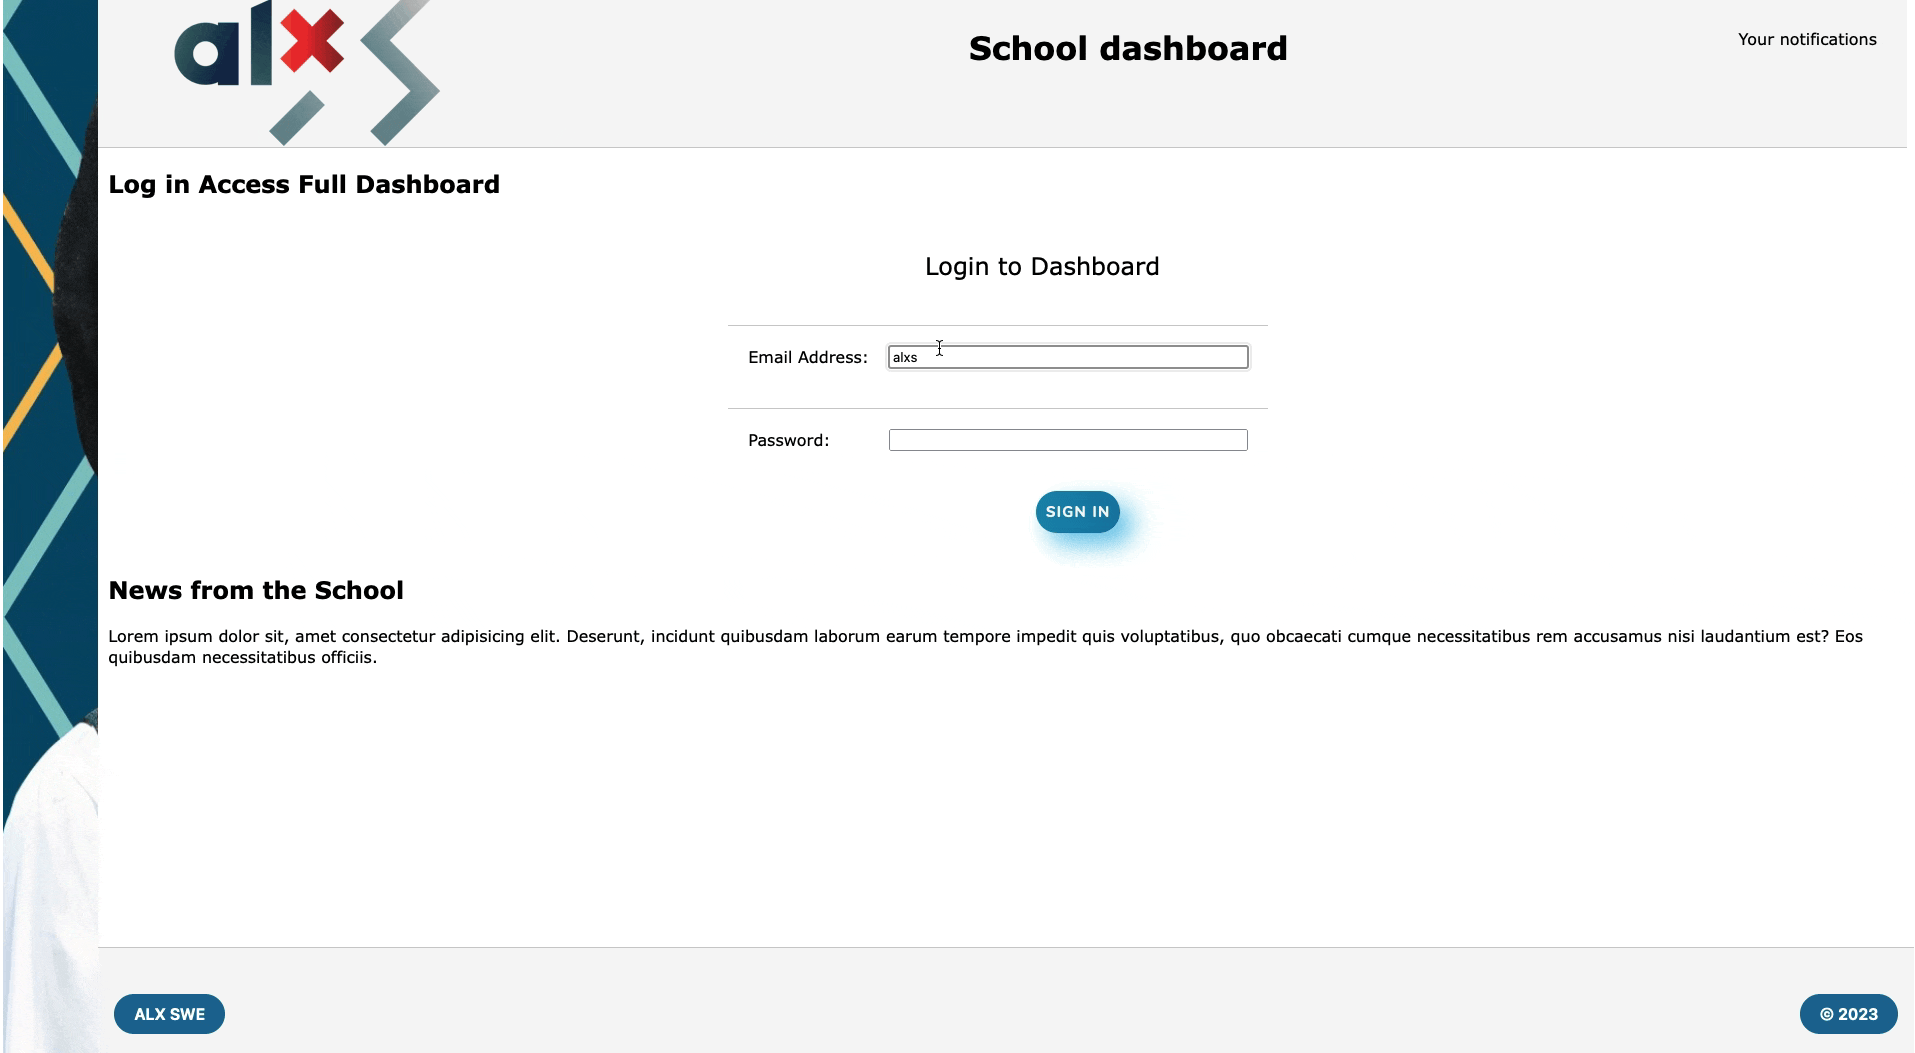 alx
School dashboard
Your notifications
Log in Access Full Dashboard
Login to Dashboard
Email Address: alxs
Password:
SIGN IN
News from the School
Lorem ipsum dolor sit, amet consectetur adipisicing elit. Deserunt, incidunt quibusdam laborum earum tempore impedit quis voluptatibus, quo obcaecati cumque necessitatibus rem accusamus nisi laudantium est? Eos
quibusdam necessitatibus officiis.
ALX SWE
© 2023